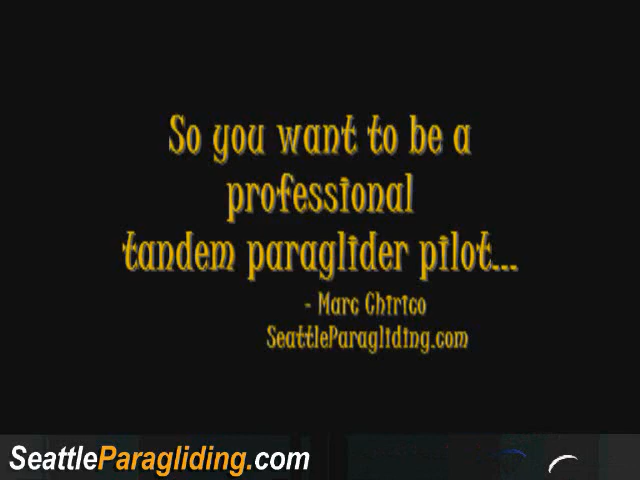 So you want to be a
professional
tandem paraglider pilot...
- Marc Chirico
SeattleParagliding.com
SeattleParagliding.com